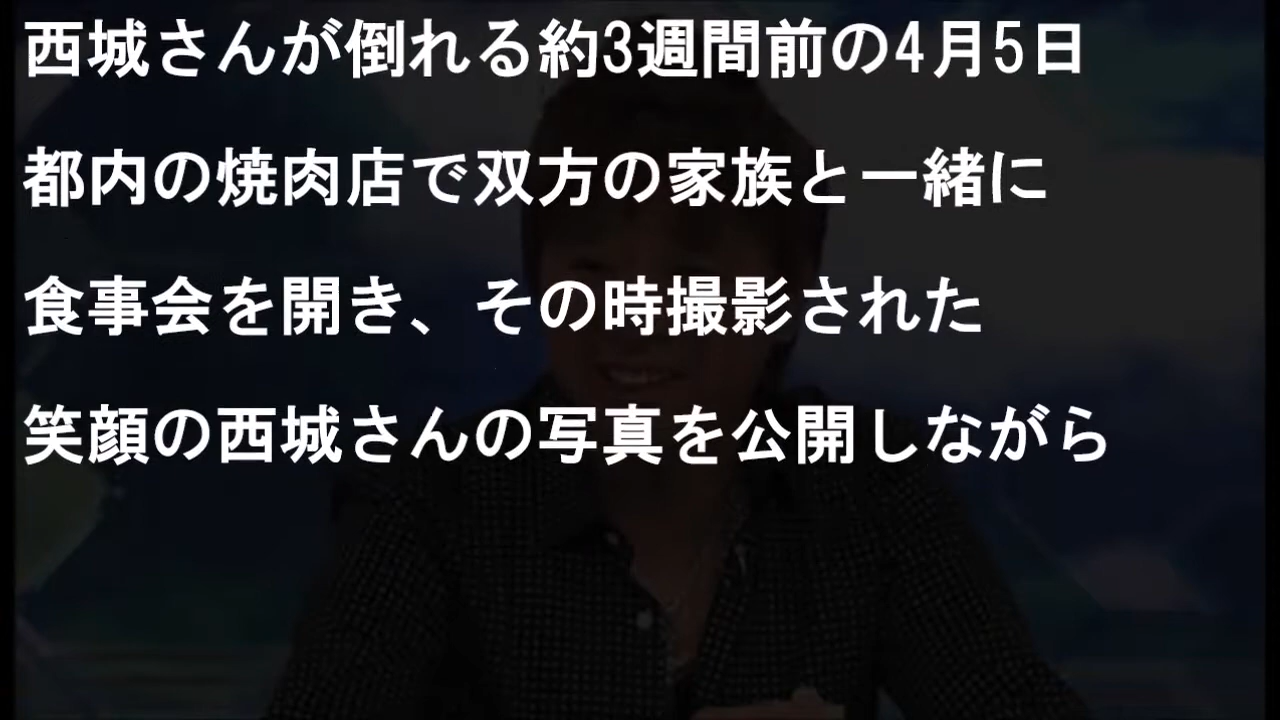 西城さんが倒れる約3週間前の4月5日
都内の焼肉店で双方の家族と一緒に
食事会を開き、その時撮影された
笑顔の西城さんの写真を公開しながら